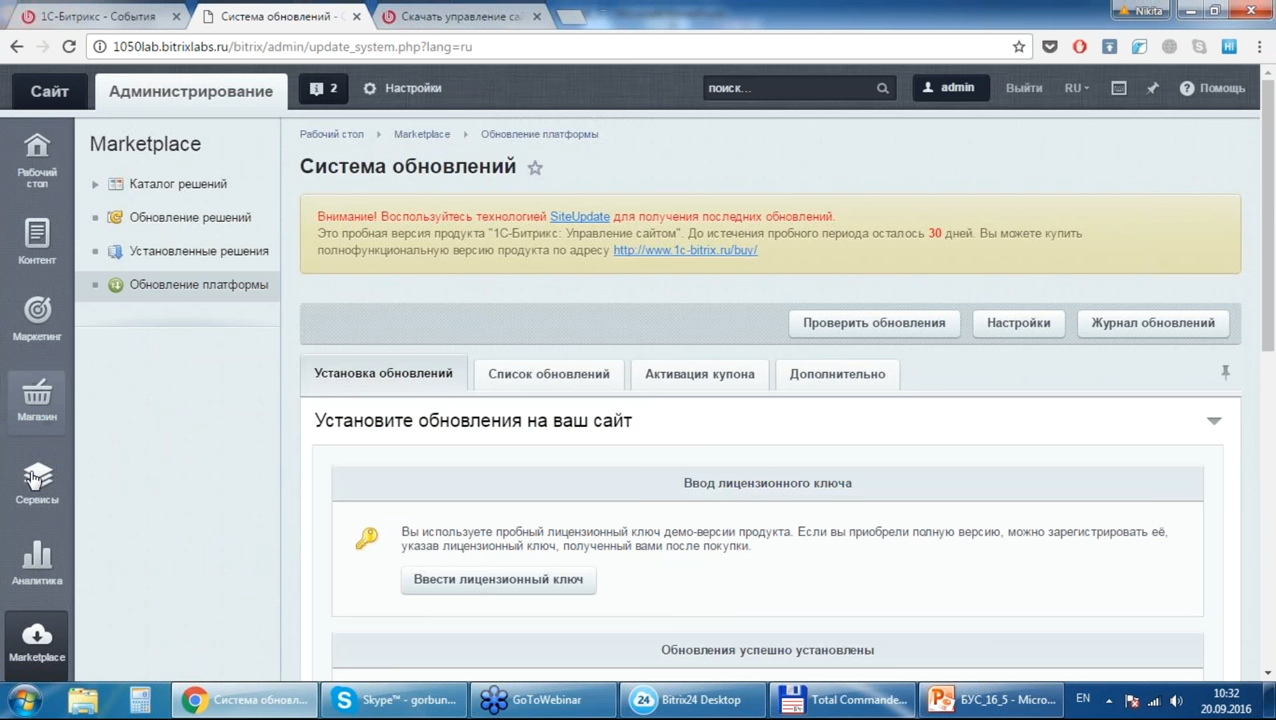 1С-Битрикс - События
Система обновлений -
Скачать управление са
Nikita
1050lab.bitrixlabs.ru/bitrix/admin/update_system.php?lang=ru
Hi
Сайт
Администрирование
2
Настройки
поиск...
admin
Выйти
RU
Помощь
Рабочий стол
Контент
Маркетинг
Магазин
Сервисы
Аналитика
Marketplace
Marketplace
Каталог решений
Обновление решений
Установленные решения
Обновление платформы
Рабочий стол Marketplace Обновление платформы
Система обновлений
Внимание! Воспользуйтесь технологией SiteUpdate для получения последних обновлений.
Это пробная версия продукта "1С-Битрикс: Управление сайтом". До истечения пробного периода осталось 30 дней. Вы можете купить
полнофункциональную версию продукта по адресу http://www.1c-bitrix.ru/buy/
Проверить обновления
Настройки
Журнал обновлений
Установка обновлений
Список обновлений
Активация купона
Дополнительно
Установите обновления на ваш сайт
Ввод лицензионного ключа
Вы используете пробный лицензионный ключ демо-версии продукта. Если вы приобрели полную версию, можно зарегистрировать её,
указав лицензионный ключ, полученный вами после покупки.
Ввести лицензионный ключ
Обновления успешно установлены
Система обновл...
Skype™ - gorbun...
GoToWebinar
24
Bitrix24 Desktop
Total Commande...
БУС_16_5 - Micro...
EN
10:32
20.09.2016